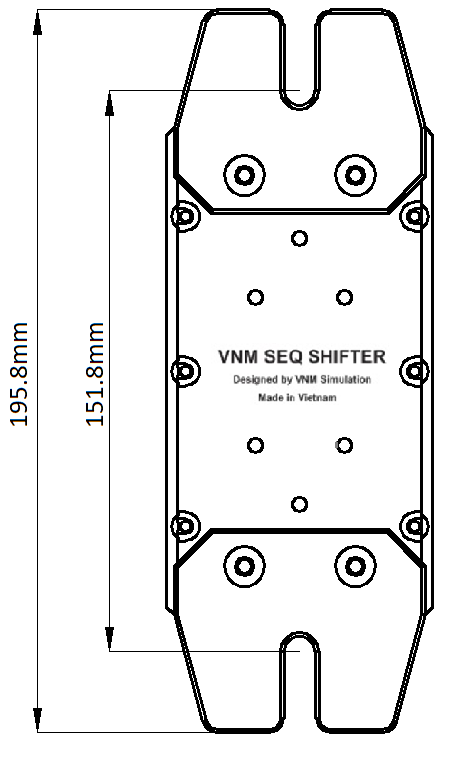 195.8mm
151.8mm
VNM SEQ SHIFTER
Designed by VNM Simulation
Made in Vietnam